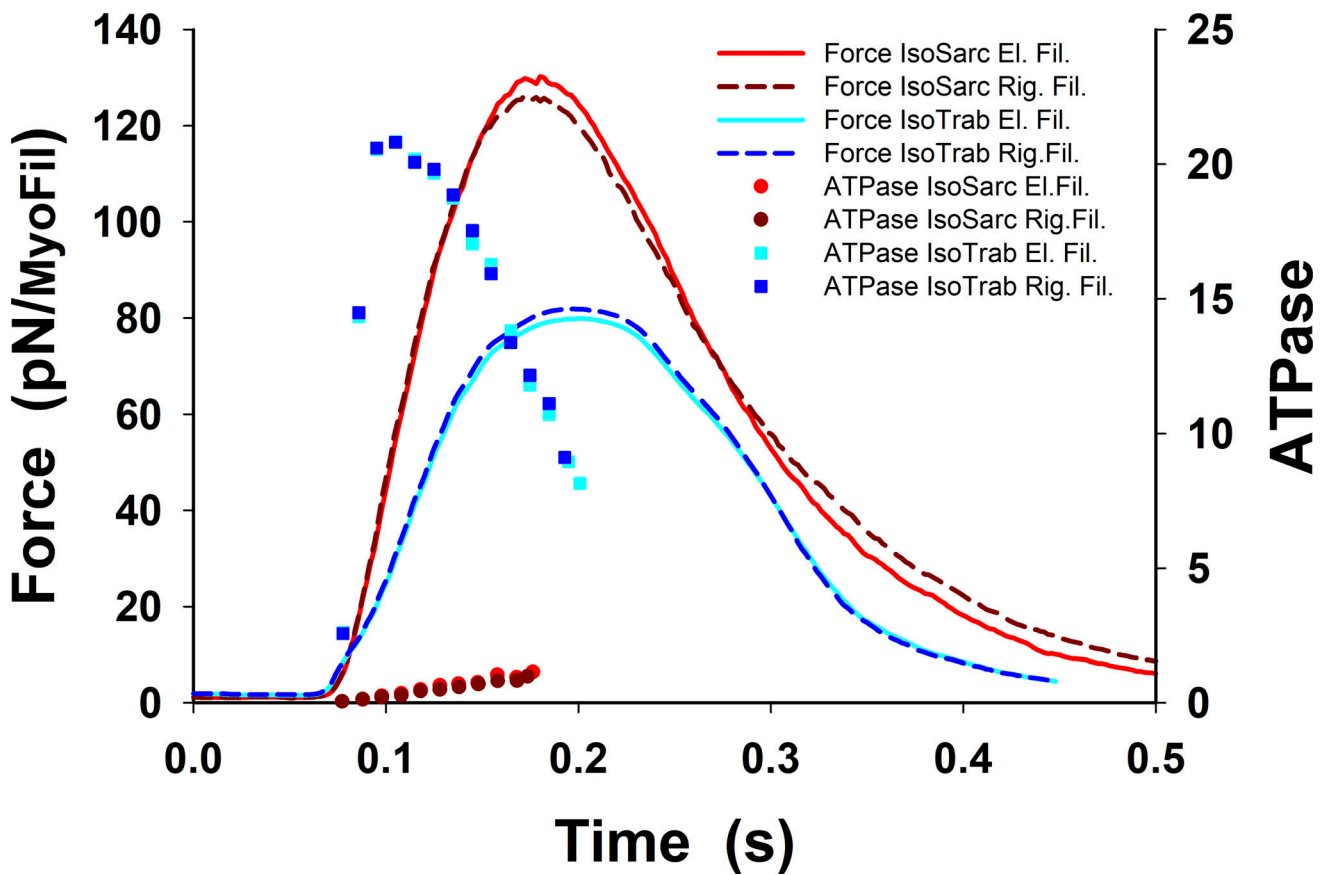 Force (pN/MyoFil)
140
120
100
80
60
40
20
0
Force IsoSarc El. Fil.
Force IsoSarc Rig. Fil.
Force IsoTrab El. Fil.
Force IsoTrab Rig.Fil.
ATPase IsoSarc El.Fil.
ATPase IsoSarc Rig.Fil.
ATPase IsoTrab El. Fil.
ATPase IsoTrab Rig. Fil.
25
20
15
10
5
0
ATPase
0.0 0.1 0.2 0.3 0.4 0.5
Time (s)